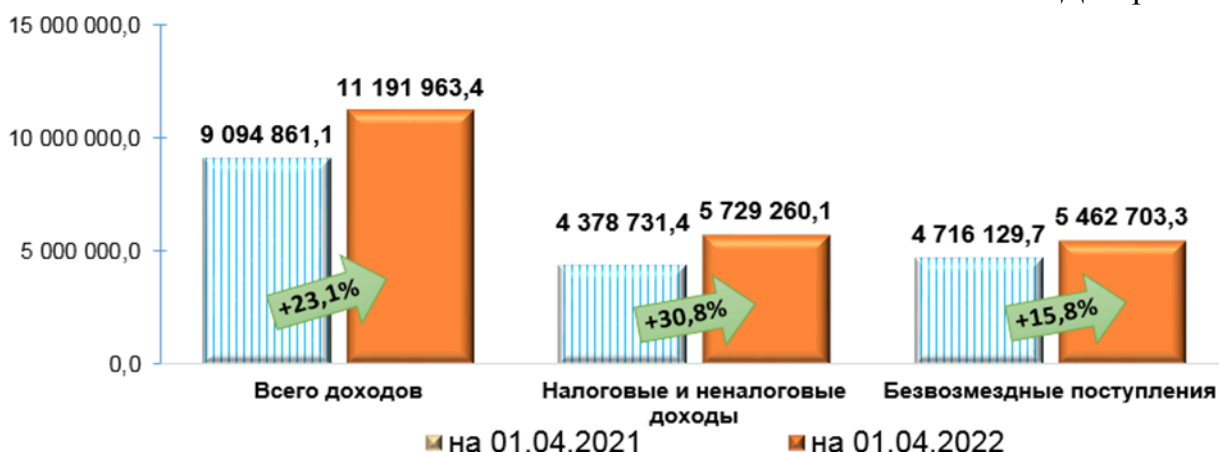 15 000 000,0
11 191 963,4
10 000 000,0
9 094 861,1
5 729 260,1
5 462 703,3
4 378 731,4
4 716 129,7
5 000 000,0
+23,1%
+30,8%
+15,8%
0,0
Всего доходов
Налоговые и неналоговые
доходы
Безвозмездные поступления
на 01.04.2021
на 01.04.2022